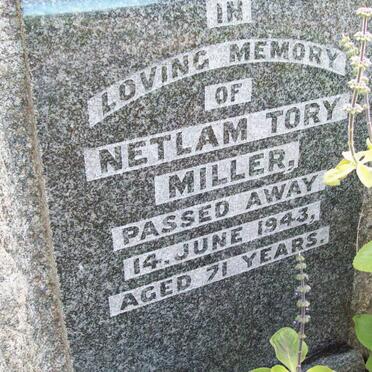 IN
LOVING MEMORY
OF
NETLAM TORY
MILLER,
PASSED AWAY
14. JUNE 1943,
AGED 71 YEARS.